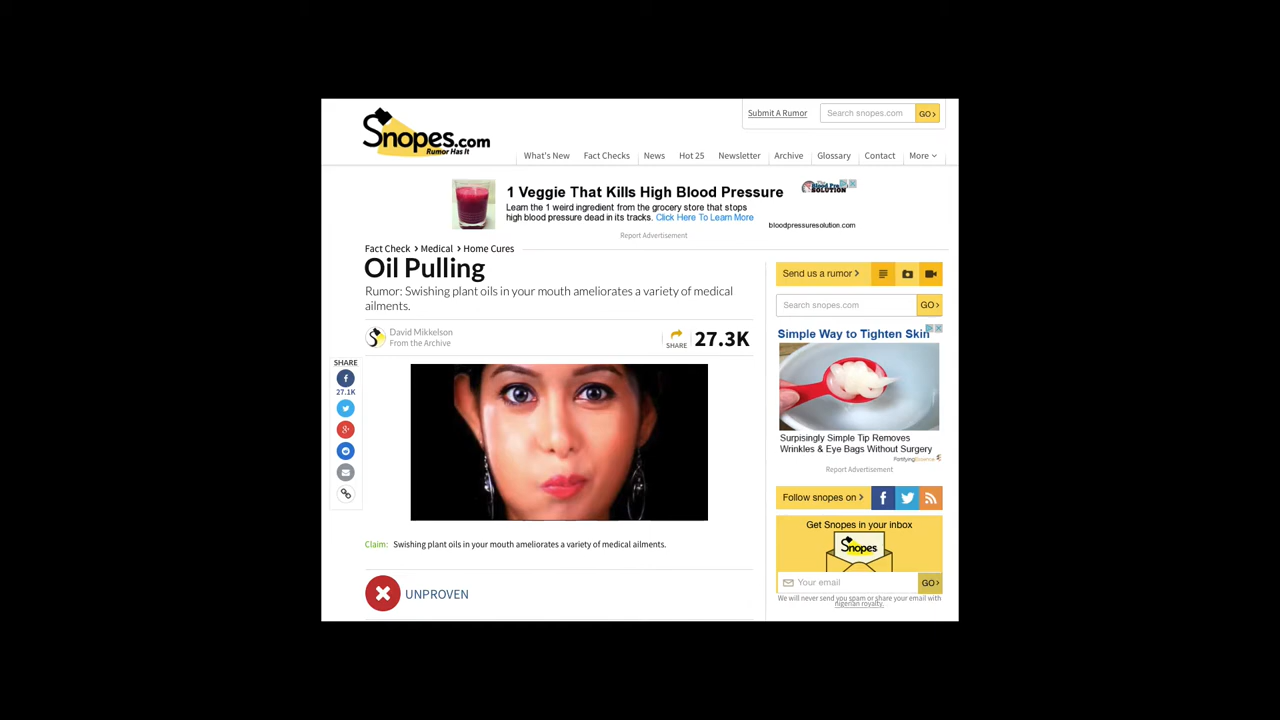 Snopes.com
Rumor Has It
Submit A Rumor
Search snopes.com
GO
What's New
Fact Checks
News
Hot 25
Newsletter
Archive
Glossary
Contact
More
1 Veggie That Kills High Blood Pressure
Learn the 1 weird ingredient from the grocery store that stops
high blood pressure dead in its tracks. Click Here To Learn More
SOLUTION
bloodpressuresolution.com
Report Advertisement
Fact Check > Medical > Home Cures
Oil Pulling
Rumor: Swishing plant oils in your mouth ameliorates a variety of medical
ailments.
David Mikkelson
From the Archive
SHARE
27.3K
SHARE
27.1K
Claim: Swishing plant oils in your mouth ameliorates a variety of medical ailments.
UNPROVEN
Send us a rumor >
Search snopes.com
GO>
Simple Way to Tighten Skin
Surpisingly Simple Tip Removes
Wrinkles & Eye Bags Without Surgery
Report Advertisement
Follow snopes on >
Get Snopes in your inbox
Snopes
Your email
GO>
We will never send you spam or share your email with
nigerian royalty.